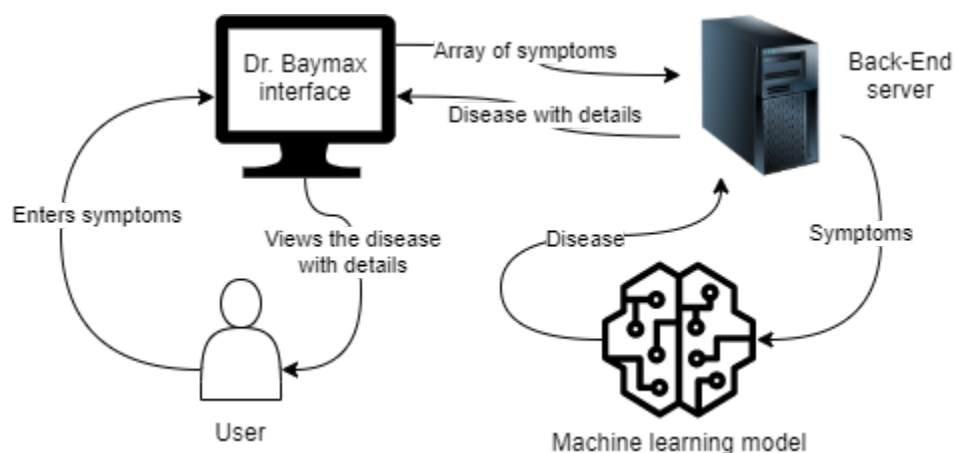 Dr. Baymax
interface
Array of symptoms
Back-End
server
Disease with details
Enters symptoms
Views the disease
with details
Disease
Symptoms
User
Machine learning model